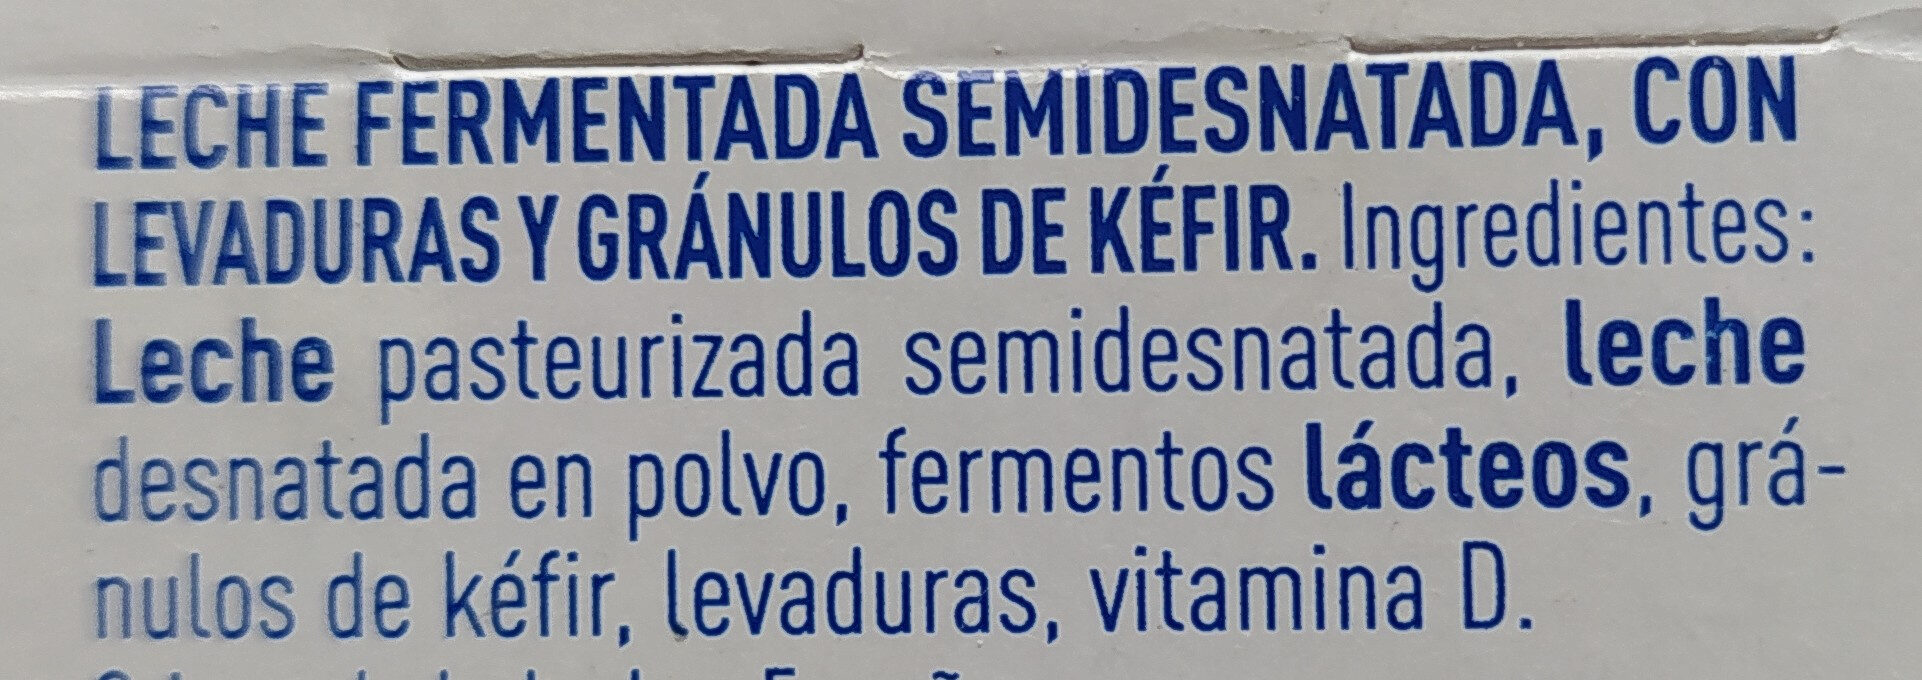 LECHE FERMENTADA SEMIDESNATADA, CON
LEVADURAS Y GRÁNULOS DE KÉFIR. Ingredientes:
Leche pasteurizada semidesnatada, leche
desnatada en polvo, fermentos lácteos, grá-
nulos de kéfir, levaduras, vitamina D.